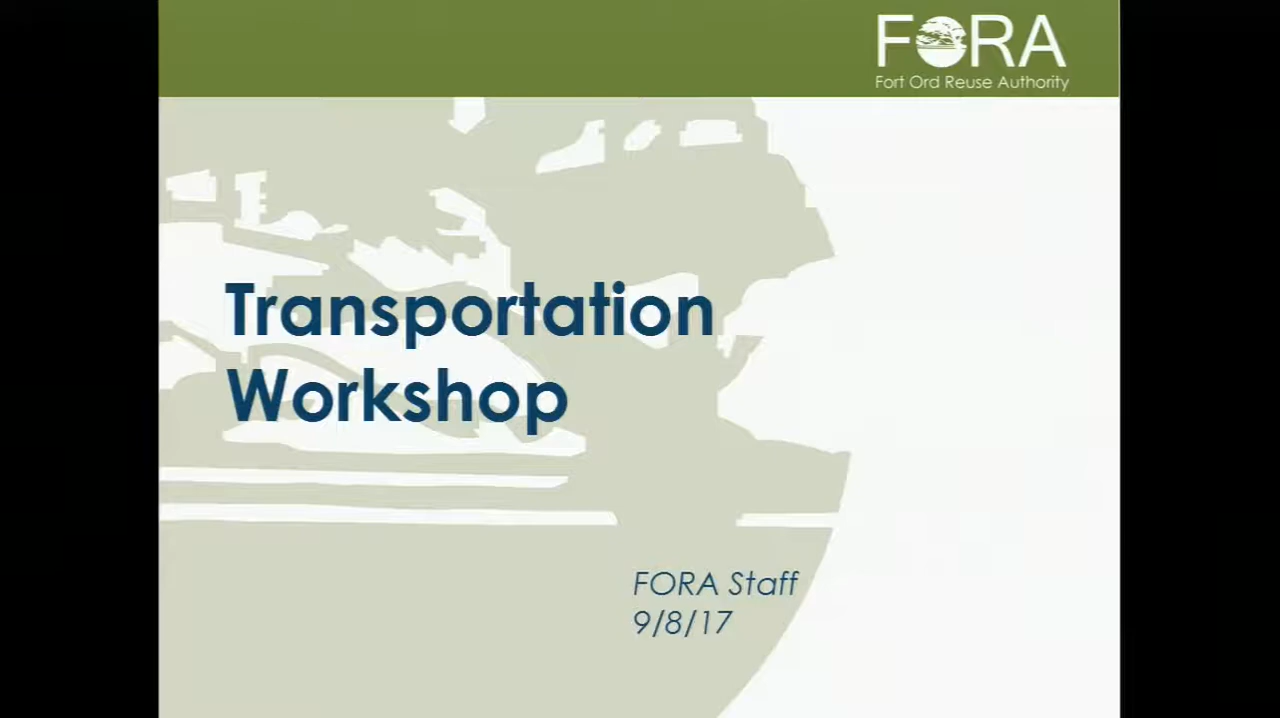 FORA
Fort Ord Reuse Authority
Transportation
Workshop
FORA Staff
9/8/17